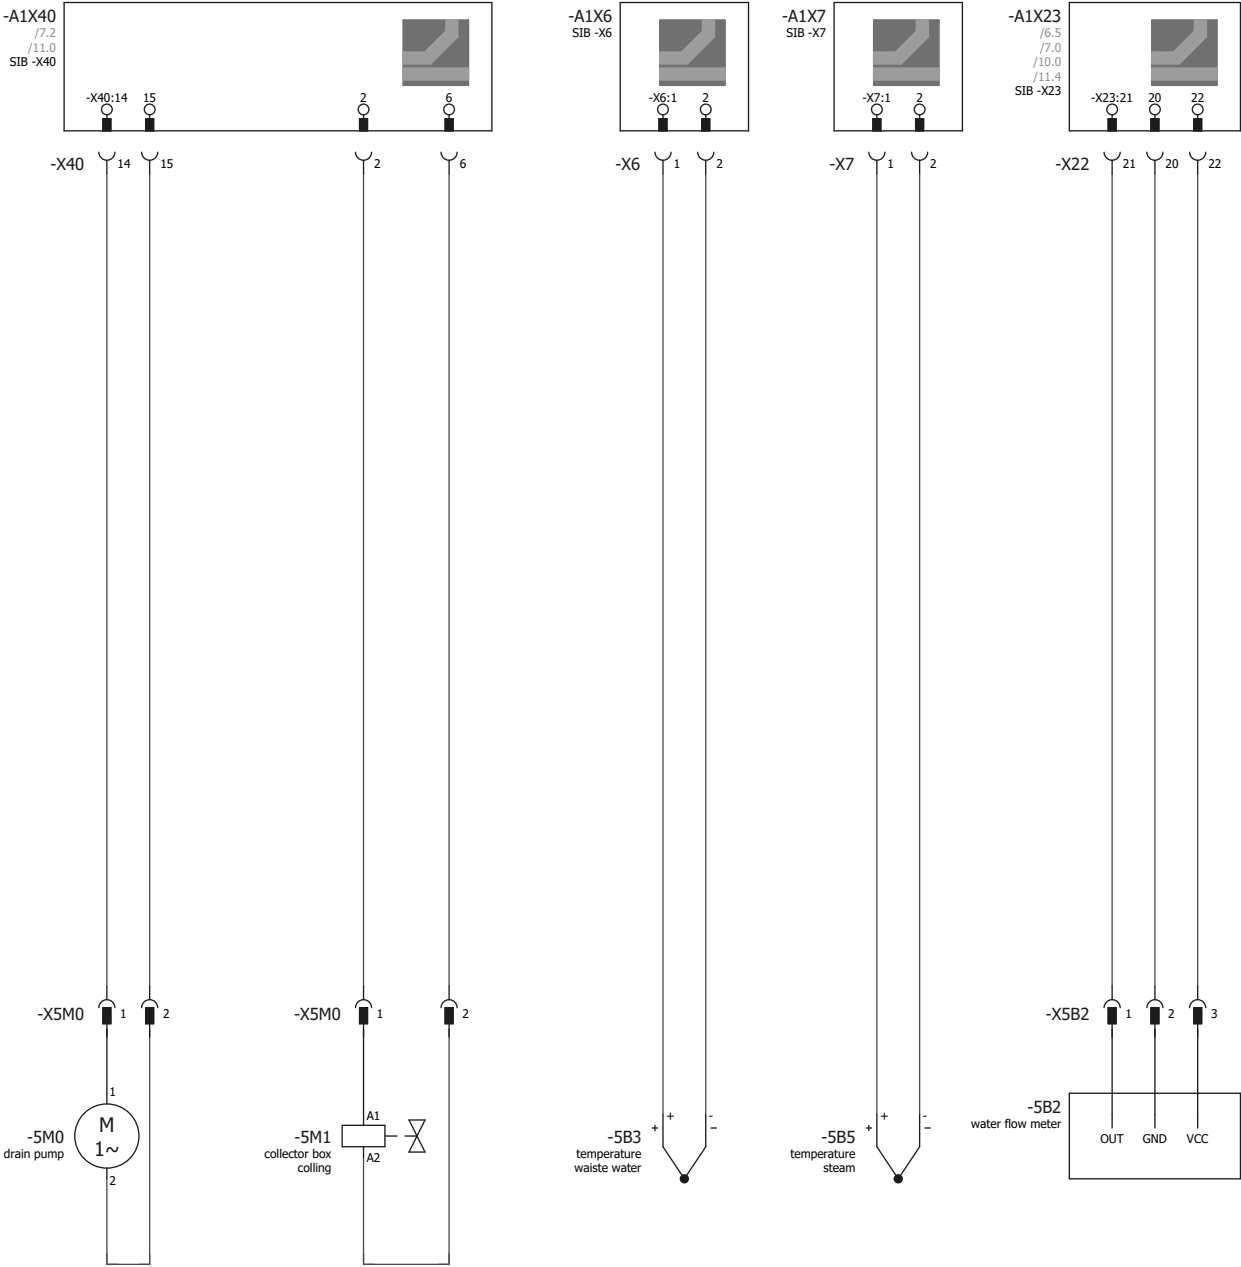 -A1X40
/7.2
/11.0
SIB -X40
-X40:14 15 2 6
-A1X6
SIB -X6
-X6:1 2
-A1X7
SIB -X7
-X7:1 2
-A1X23
/6.5
/7.0
/10.0
/11.4
SIB -X23
-X23:21 20 22
-X40 14 15 2 6
-X6 1 2
-X7 1 2
-X22 21 20 22
-X5M0 1 2
-X5M0 1 2
-X5B2 1 2 3
1
-5M0
drain pump
M
1~
2
A1
-5M1
collector box
colling
A2
+ -
+ –
-5B3
temperature
waiste water
+ -
+ –
-5B5
temperature
steam
-5B2
water flow meter
OUT GND VCC